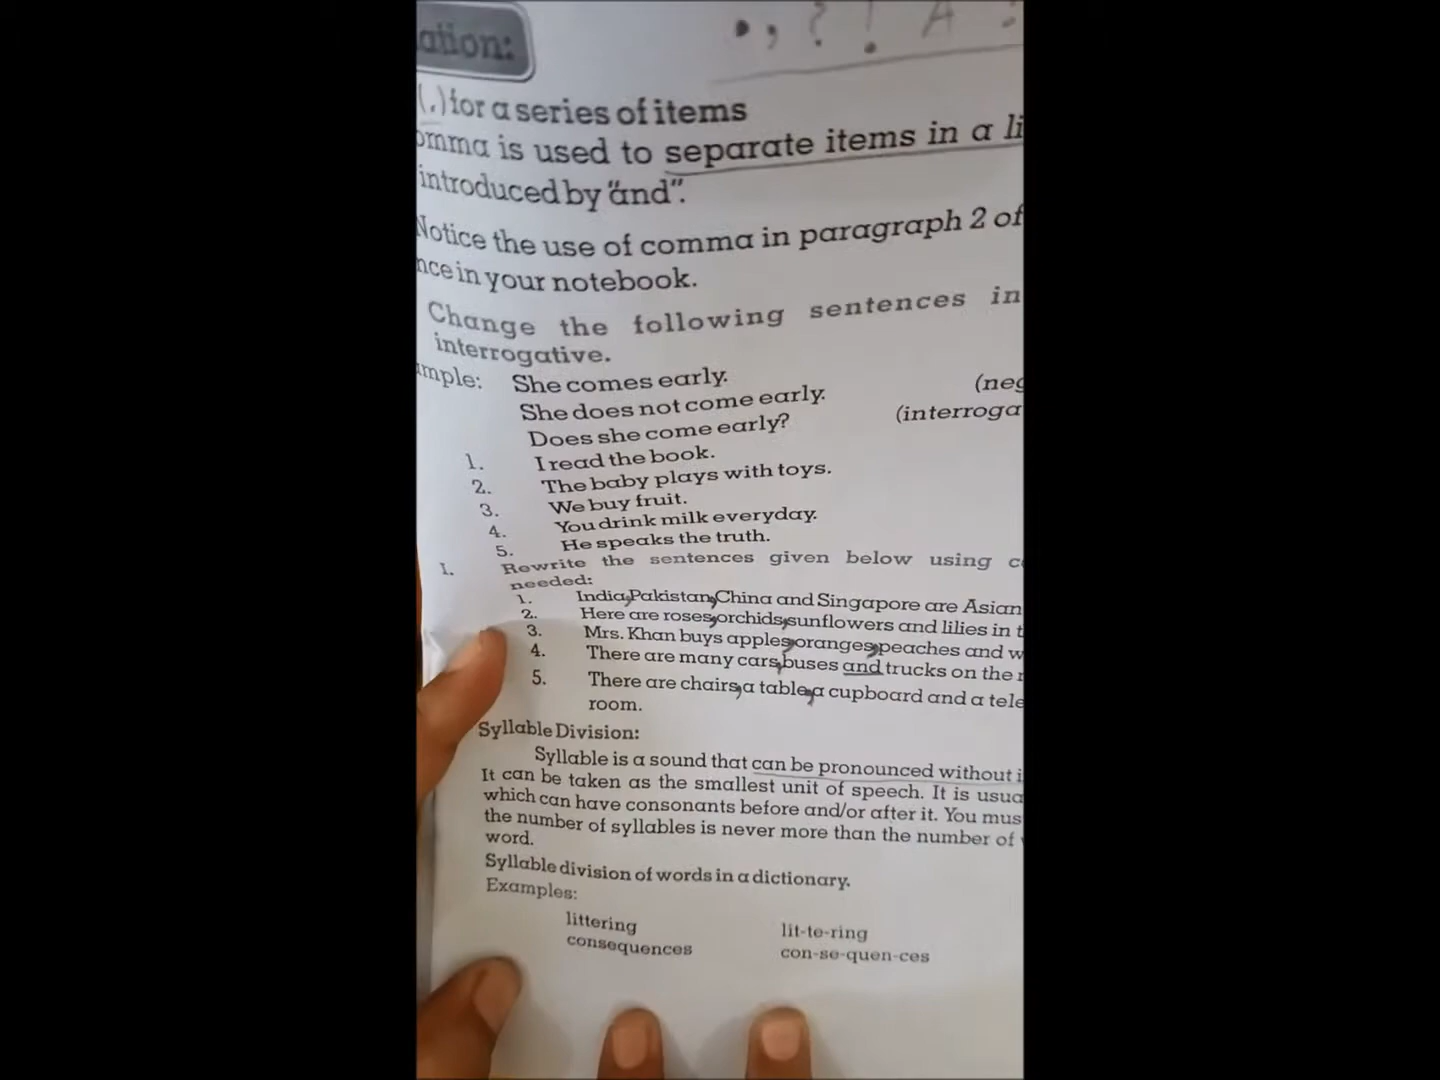 ation:
. , ? ! A :
(,) for a series of items
omma is used to separate items in a li
introduced by "and".
Notice the use of comma in paragraph 2 of
nce in your notebook.
Change the following sentences in
interrogative.
mple: She comes early. (neg
She does not come early. (interroga
Does she come early?
1. I read the book.
2. The baby plays with toys.
3. We buy fruit.
4. You drink milk everyday.
5. He speaks the truth.
1. Rewrite the sentences given below using c
needed:
1. India,Pakistan,China and Singapore are Asian
2. Here are roses,orchids,sunflowers and lilies in t
3. Mrs. Khan buys apples,oranges,peaches and w
4. There are many cars,buses and trucks on the r
5. There are chairs,a table,a cupboard and a tele
room.
Syllable Division:
Syllable is a sound that can be pronounced without i
It can be taken as the smallest unit of speech. It is usua
which can have consonants before and/or after it. You mus
the number of syllables is never more than the number of
word.
Syllable division of words in a dictionary.
Examples:
littering lit-te-ring
consequences con-se-quen-ces